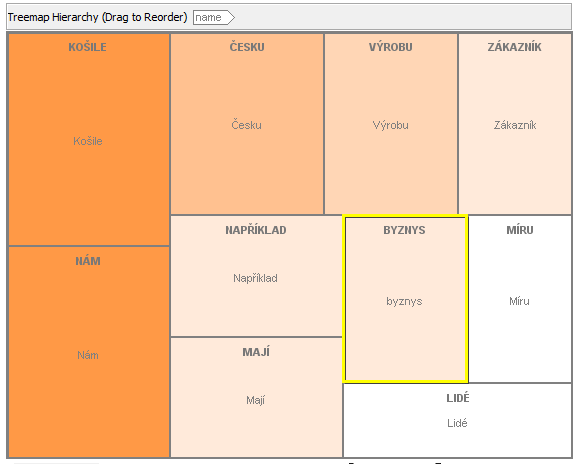 Treemap Hierarchy (Drag to Reorder) name
KOŠILE
Košile
ČESKU
Česku
VÝROBU
Výrobu
ZÁKAZNÍK
Zákazník
NÁM
Nám
NAPŘÍKLAD
Například
BYZNYS
byznys
MÍRU
Míru
MAJÍ
Mají
LIDÉ
Lidé